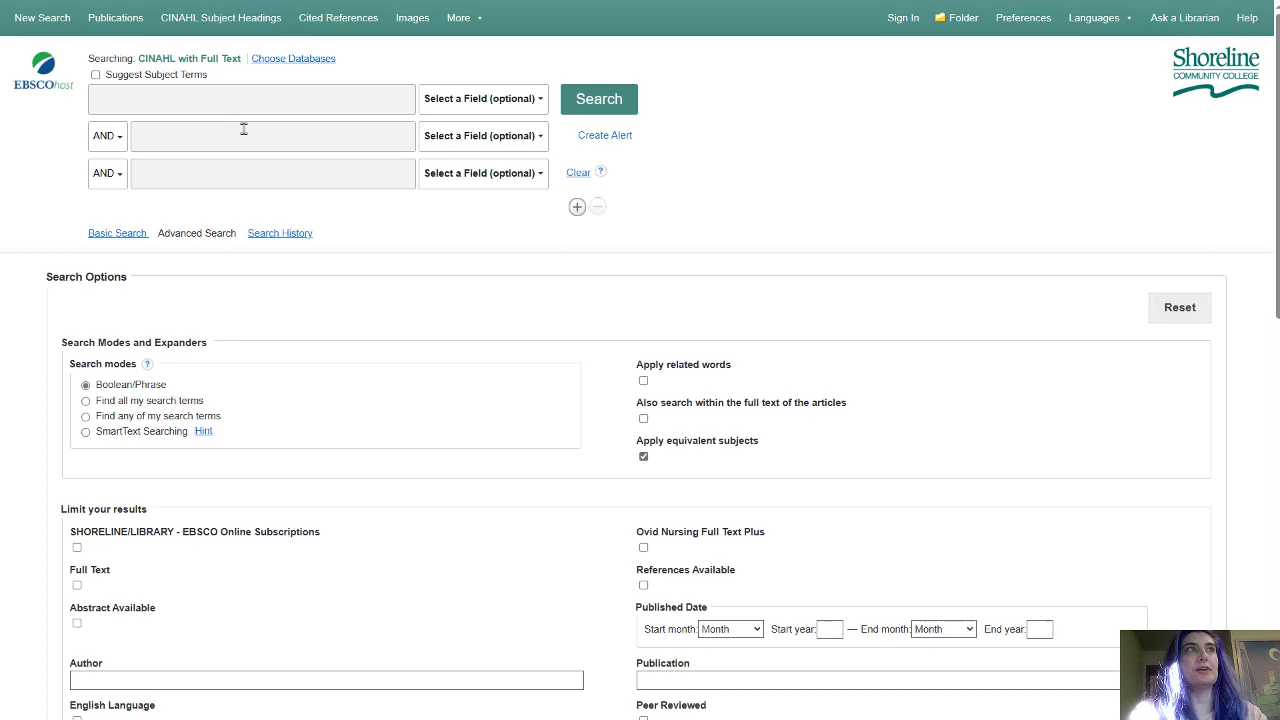 New Search Publications CINAHL Subject Headings Cited References Images More Sign In Folder Preferences Languages Ask a Librarian Help
Searching: CINAHL with Full Text Choose Databases
Suggest Subject Terms
EBSCOhost
Shoreline
COMMUNITY COLLEGE
Select a Field (optional) Search
AND Select a Field (optional) Create Alert
AND Select a Field (optional) Clear ?
Basic Search Advanced Search Search History
Search Options
Reset
Search Modes and Expanders
Search modes ?
Boolean/Phrase
Find all my search terms
Find any of my search terms
SmartText Searching Hint
Apply related words
Also search within the full text of the articles
Apply equivalent subjects
Limit your results
SHORELINE/LIBRARY - EBSCO Online Subscriptions Ovid Nursing Full Text Plus
Full Text References Available
Abstract Available Published Date
Start month: Month Start year: — End month: Month End year:
Author Publication
English Language Peer Reviewed